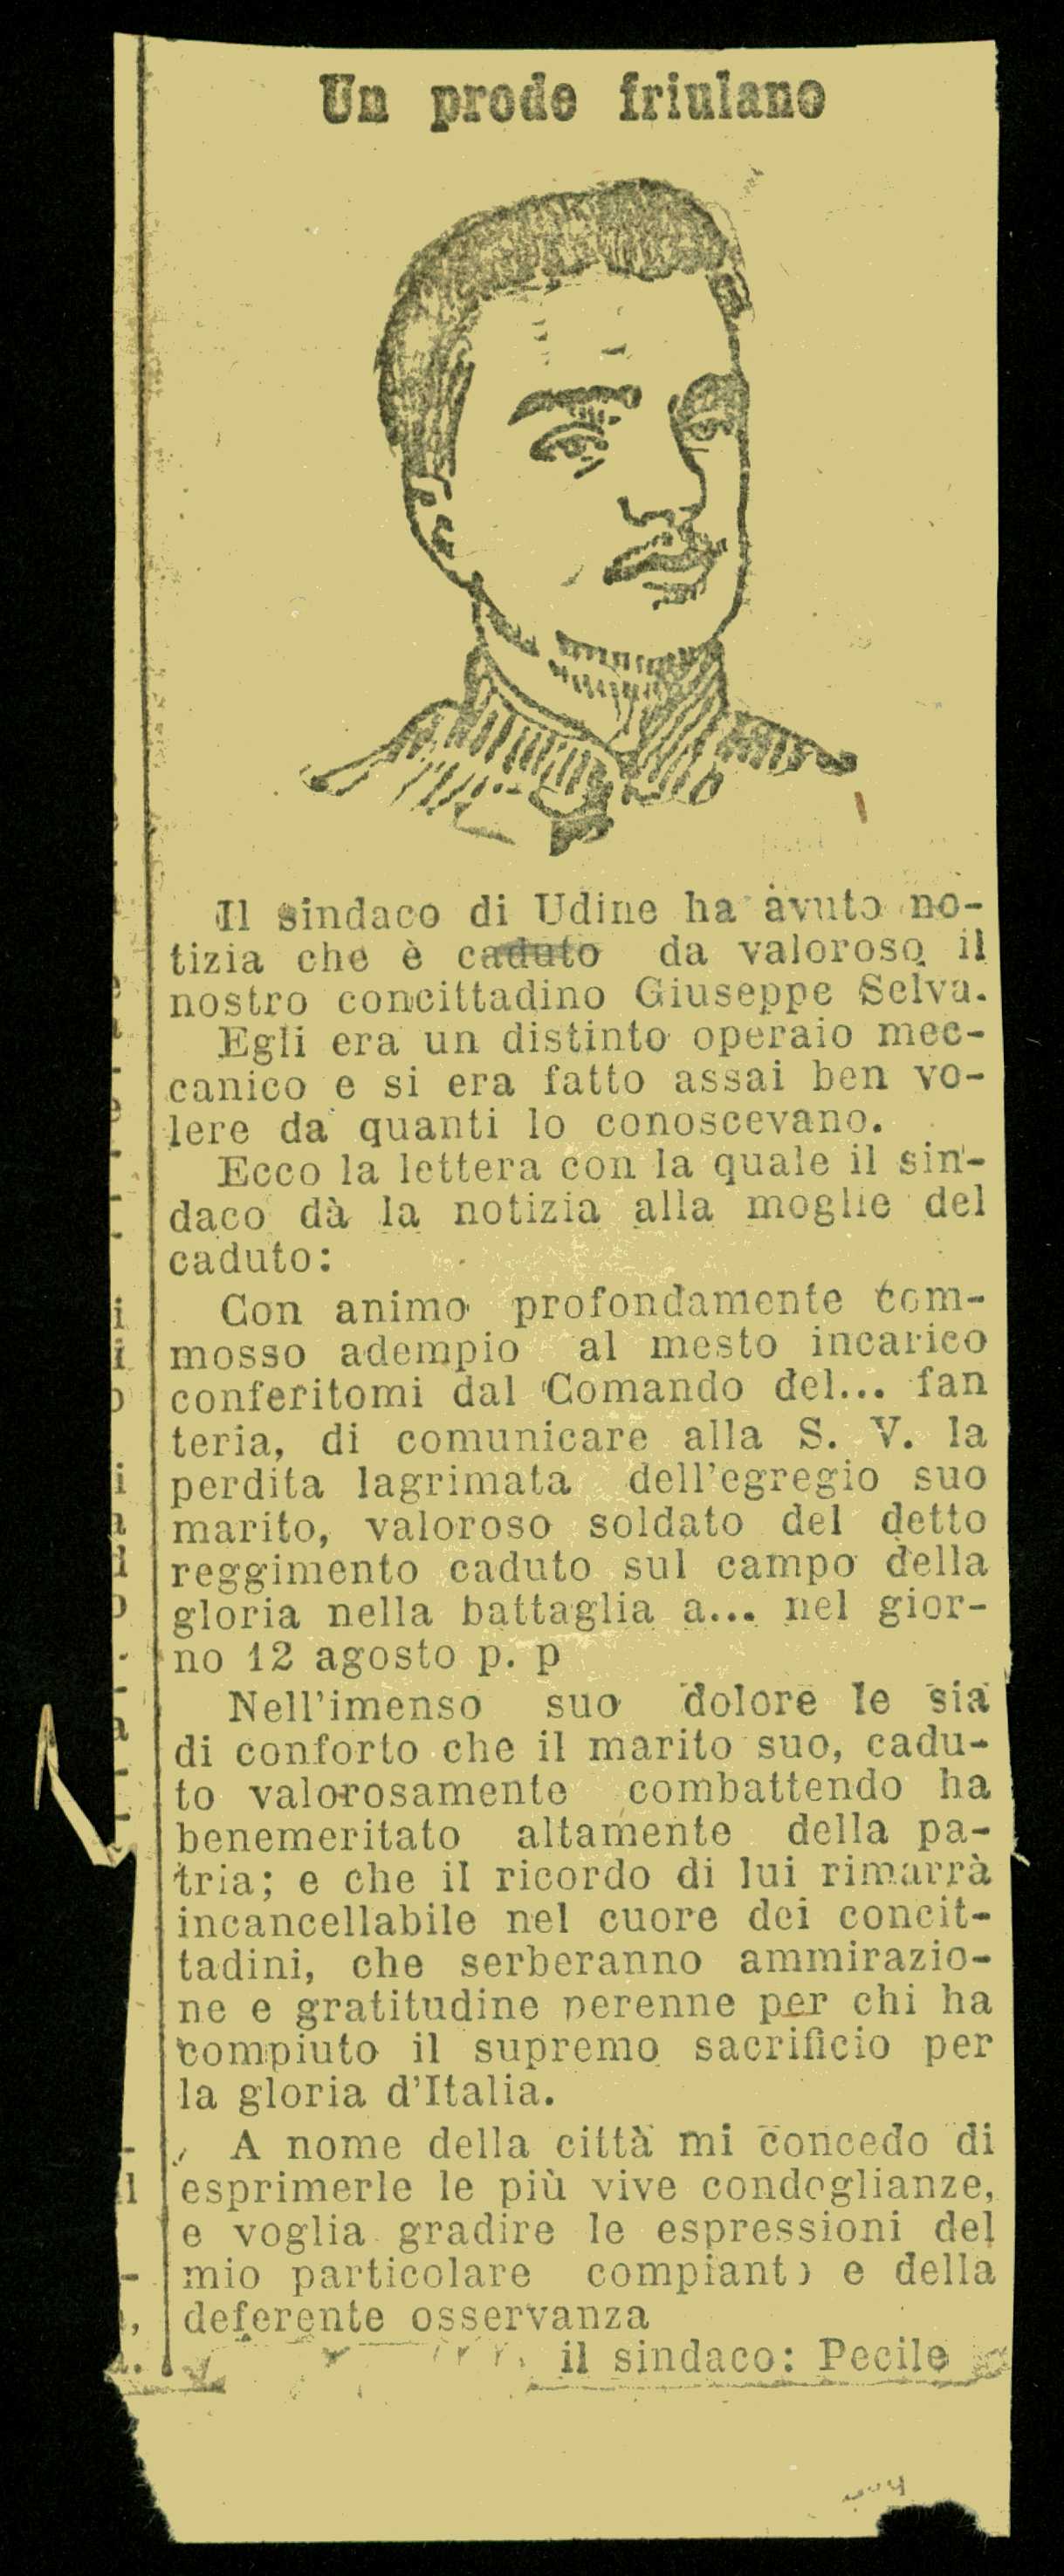 Un prode friulano
Il sindaco di Udine ha avuto no-
tizia che è caduto da valoroso il
nostro concittadino Giuseppe Selva.
Egli era un distinto operaio mec-
canico e si era fatto assai ben vo-
lere da quanti lo conoscevano.
Ecco la lettera con la quale il sin-
daco dà la notizia alla moglie del
caduto:
Con animo profondamente com-
mosso adempio al mesto incarico
conferitomi dal Comando del... fan
teria, di comunicare alla S. V. la
perdita lagrimata dell'egregio suo
marito, valoroso soldato del detto
reggimento caduto sul campo della
gloria nella battaglia a... nel gior-
no 12 agosto p. p
Nell'imenso suo dolore le sia
di conforto che il marito suo, cadu-
to valorosamente combattendo ha
benemeritato altamente della pa-
tria; e che il ricordo di lui rimarrà
incancellabile nel cuore dei concit-
tadini, che serberanno ammirazio-
ne e gratitudine perenne per chi ha
compiuto il supremo sacrificio per
la gloria d'Italia.
A nome della città mi concedo di
esprimerle le più vive condoglianze,
e voglia gradire le espressioni del
mio particolare compianto e della
deferente osservanza
il sindaco: Pecile